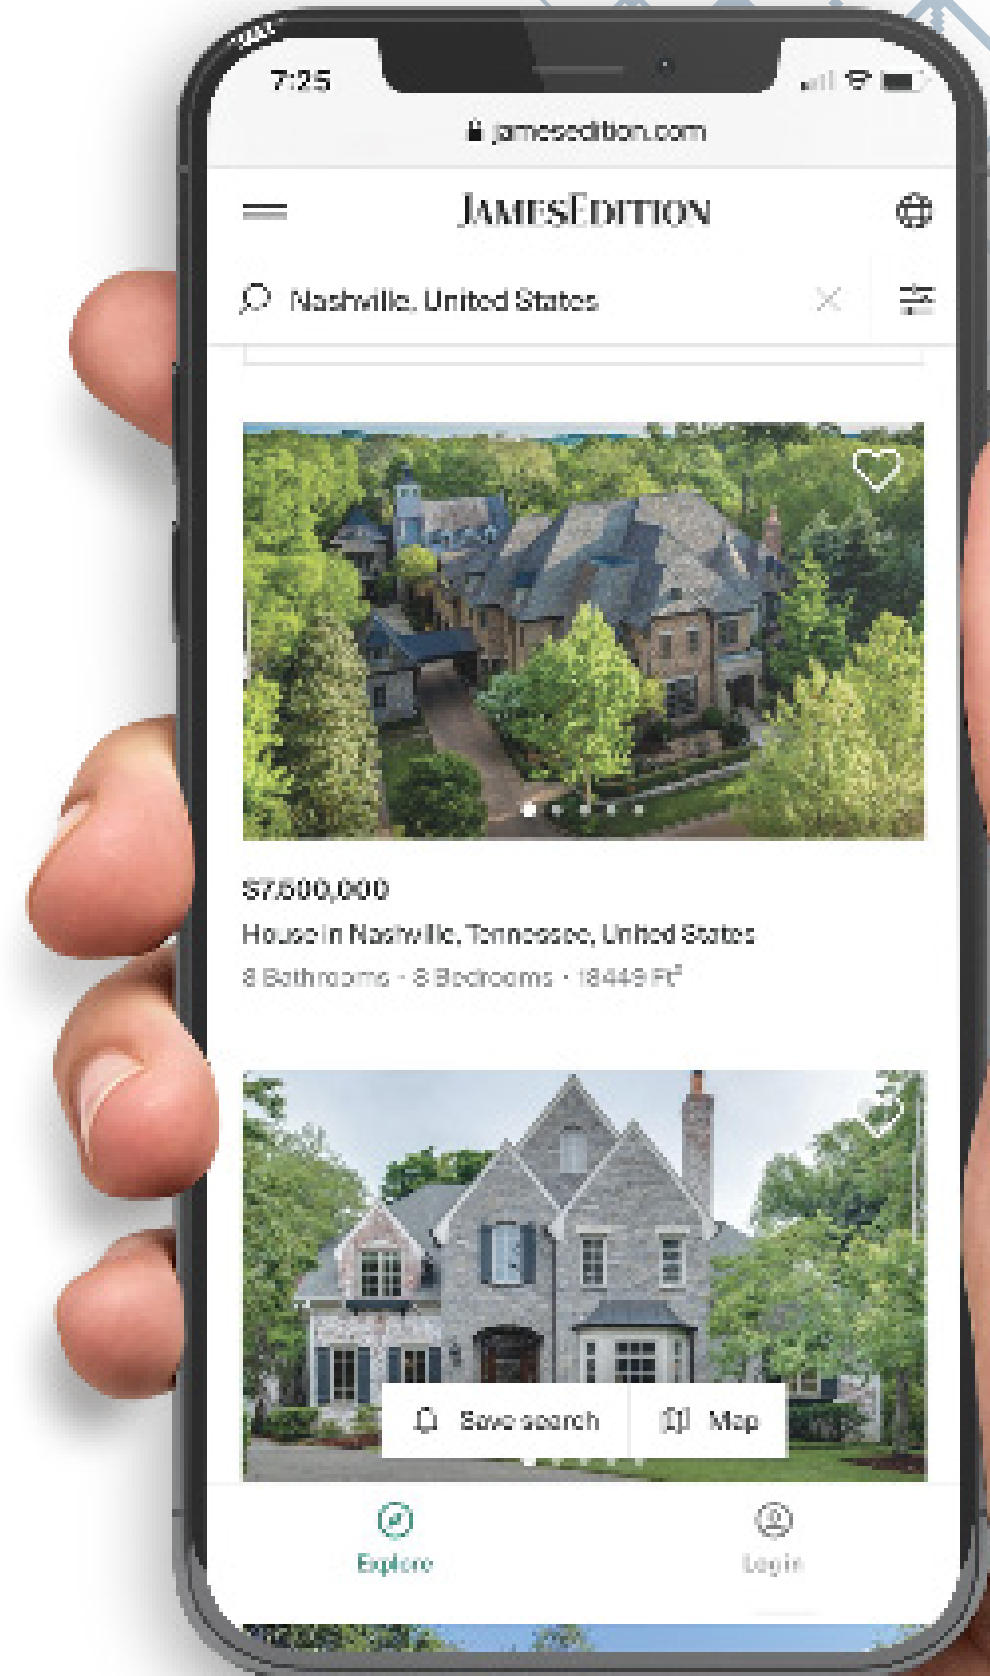 7:25
jamesedition.com
JAMESEDITION
Nashville, United States
$7,500,000
House in Nashville, Tennessee, United States
8 Bathrooms · 8 Bedrooms · 18449 Ft²
Save search
Map
Explore
Login